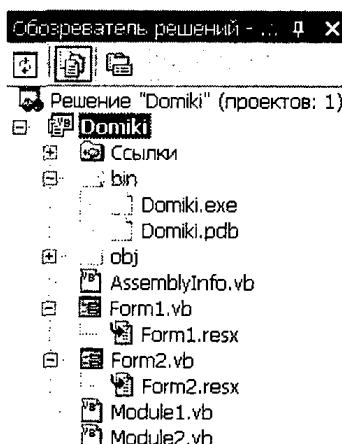 Обозреватель решений - ...
Решение "Domiki" (проектов: 1)
Domiki
Ссылки
bin
Domiki.exe
Domiki.pdb
obj
AssemblyInfo.vb
Form1.vb
Form1.resx
Form2.vb
Form2.resx
Module1.vb
Module2.vb